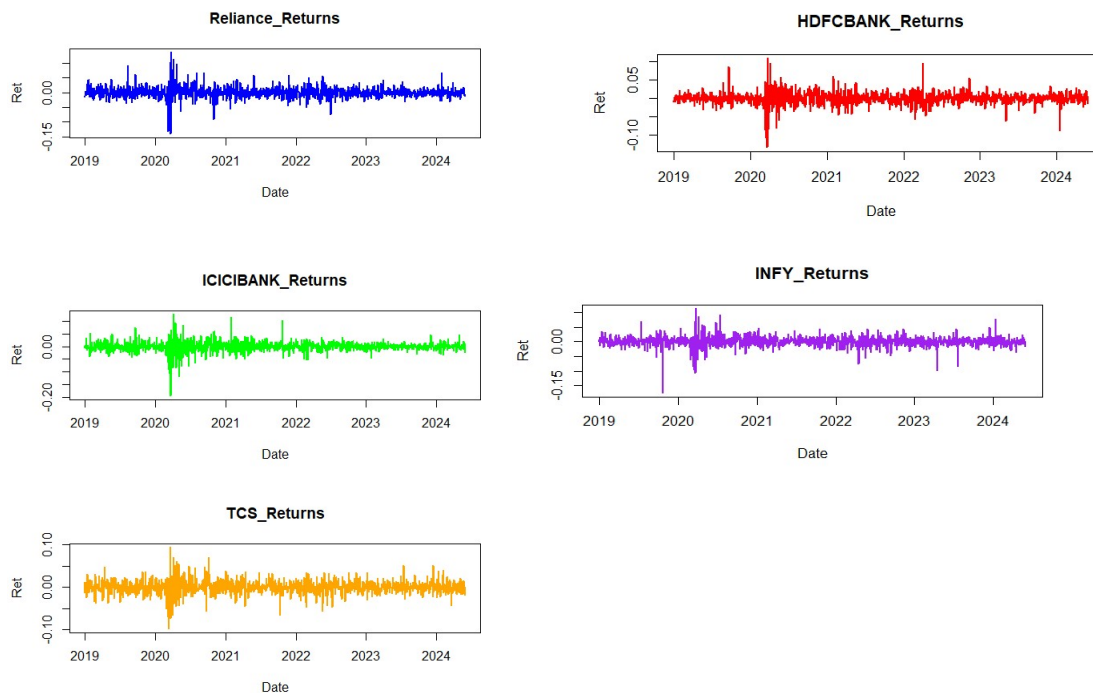 Reliance_Returns
Ret
0.00
-0.15
2019 2020 2021 2022 2023 2024
Date
HDFCBANK_Returns
Ret
0.05
-0.10
2019 2020 2021 2022 2023 2024
Date
ICICIBANK_Returns
Ret
0.00
-0.20
2019 2020 2021 2022 2023 2024
Date
INFY_Returns
Ret
0.00
-0.15
2019 2020 2021 2022 2023 2024
Date
TCS_Returns
Ret
0.10
0.00
-0.10
2019 2020 2021 2022 2023 2024
Date